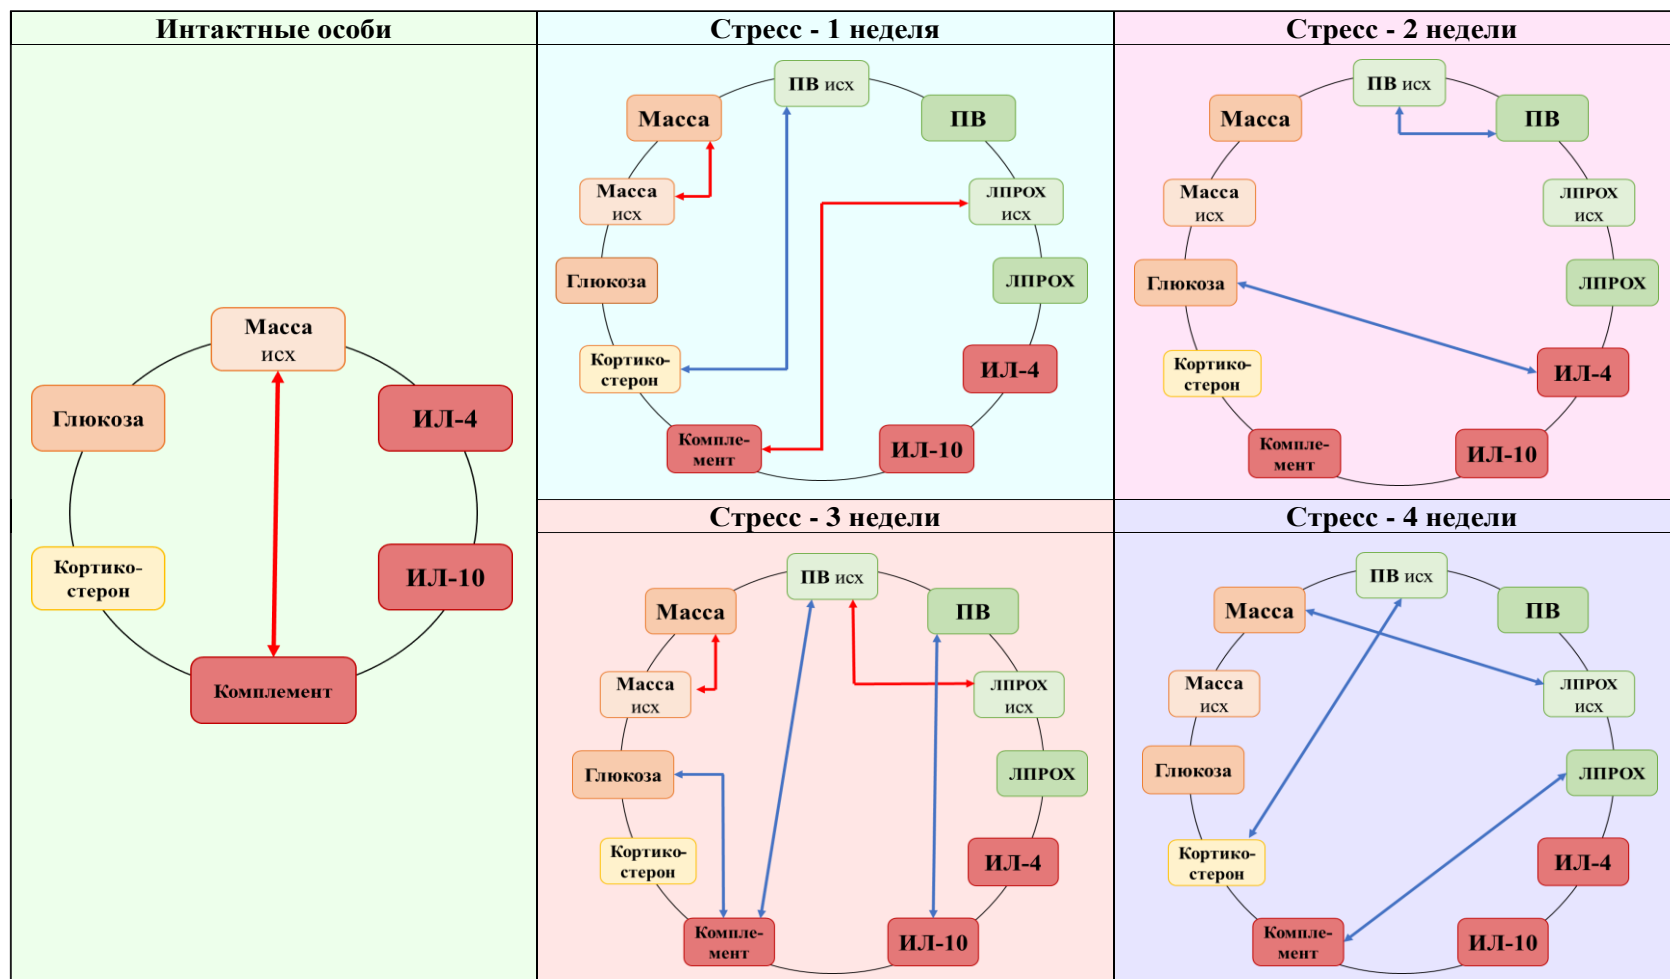 Интактные особи
Масса
исх
Глюкоза
ИЛ-4
Кортико-
стерон
ИЛ-10
Комплемент
Стресс - 1 неделя
ПВ исх
Масса
ПВ
Масса
исх
ЛПРОХ
исх
Глюкоза
ЛПРОХ
Кортико-
стерон
ИЛ-4
Компле-
мент
ИЛ-10
Стресс - 2 недели
ПВ исх
Масса
ПВ
Масса
исх
ЛПРОХ
исх
Глюкоза
ЛПРОХ
Кортико-
стерон
ИЛ-4
Компле-
мент
ИЛ-10
Стресс - 3 недели
ПВ исх
Масса
ПВ
Масса
исх
ЛПРОХ
исх
Глюкоза
ЛПРОХ
Кортико-
стерон
ИЛ-4
Компле-
мент
ИЛ-10
Стресс - 4 недели
ПВ исх
Масса
ПВ
Масса
исх
ЛПРОХ
исх
Глюкоза
ЛПРОХ
Кортико-
стерон
ИЛ-4
Компле-
мент
ИЛ-10